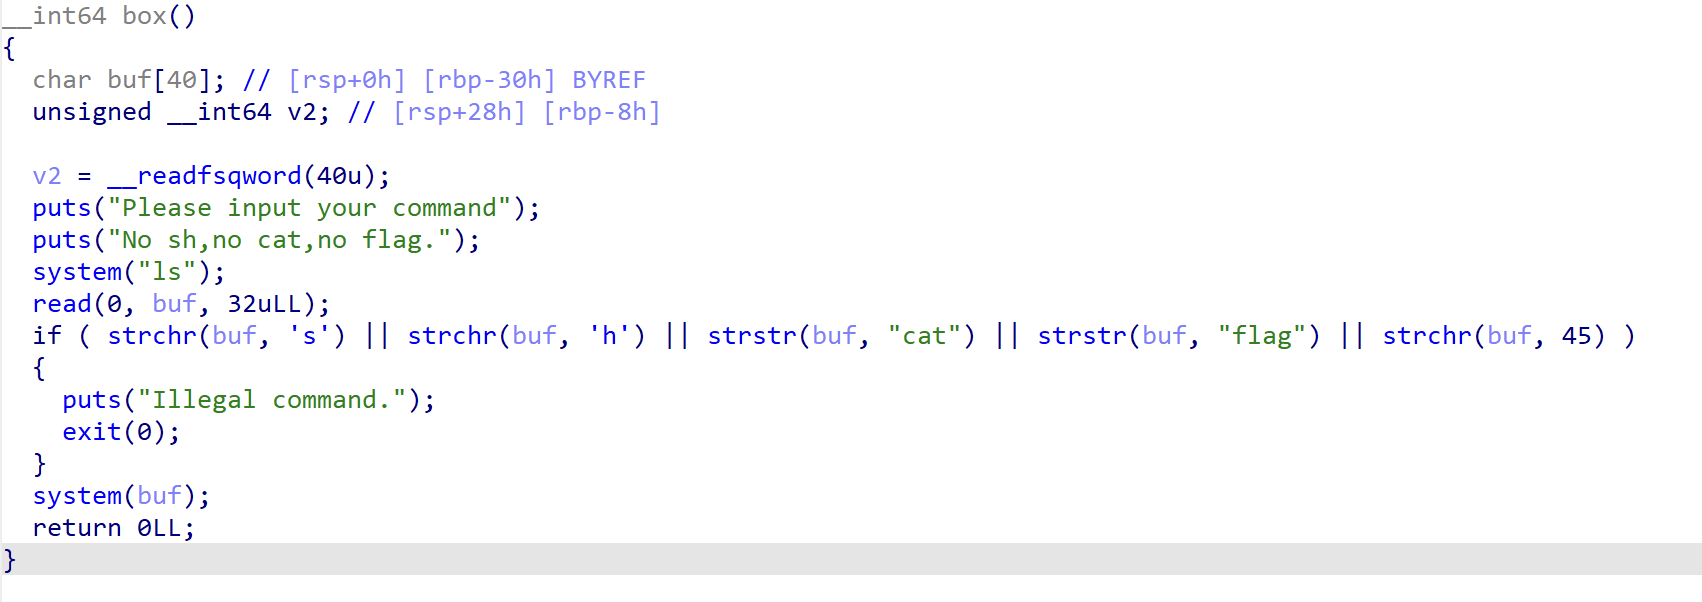 __int64 box()
{
  char buf[40]; // [rsp+0h] [rbp-30h] BYREF
  unsigned __int64 v2; // [rsp+28h] [rbp-8h]

  v2 = __readfsqword(40u);
  puts("Please input your command");
  puts("No sh,no cat,no flag.");
  system("ls");
  read(0, buf, 32uLL);
  if ( strchr(buf, 's') || strchr(buf, 'h') || strstr(buf, "cat") || strstr(buf, "flag") || strchr(buf, 45) )
  {
    puts("Illegal command.");
    exit(0);
  }
  system(buf);
  return 0LL;
}